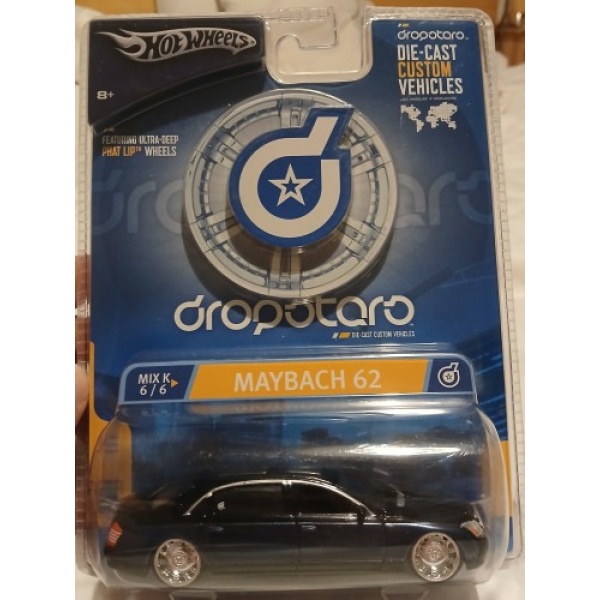 HOT WHEELS
8+
FEATURING ULTRA-DEEP
PHAT LIP™ WHEELS
dropstars™
DIE-CAST
CUSTOM
VEHICLES
dropstars
DIE-CAST CUSTOM VEHICLES
MIX K
6 / 6
MAYBACH 62